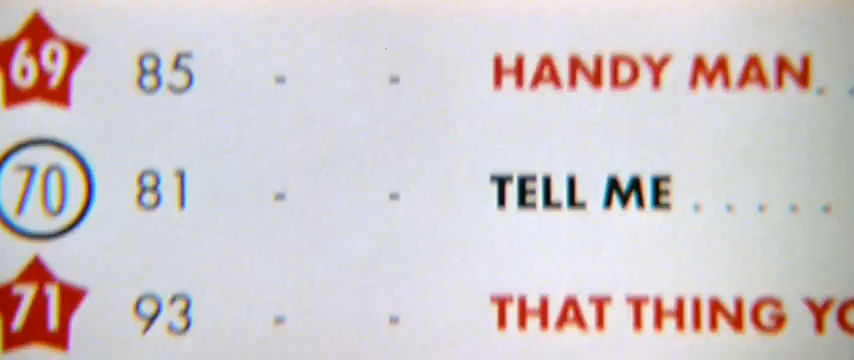 69 85 - - HANDY MAN. .
70 81 - - TELL ME . . . . .
71 93 - - THAT THING